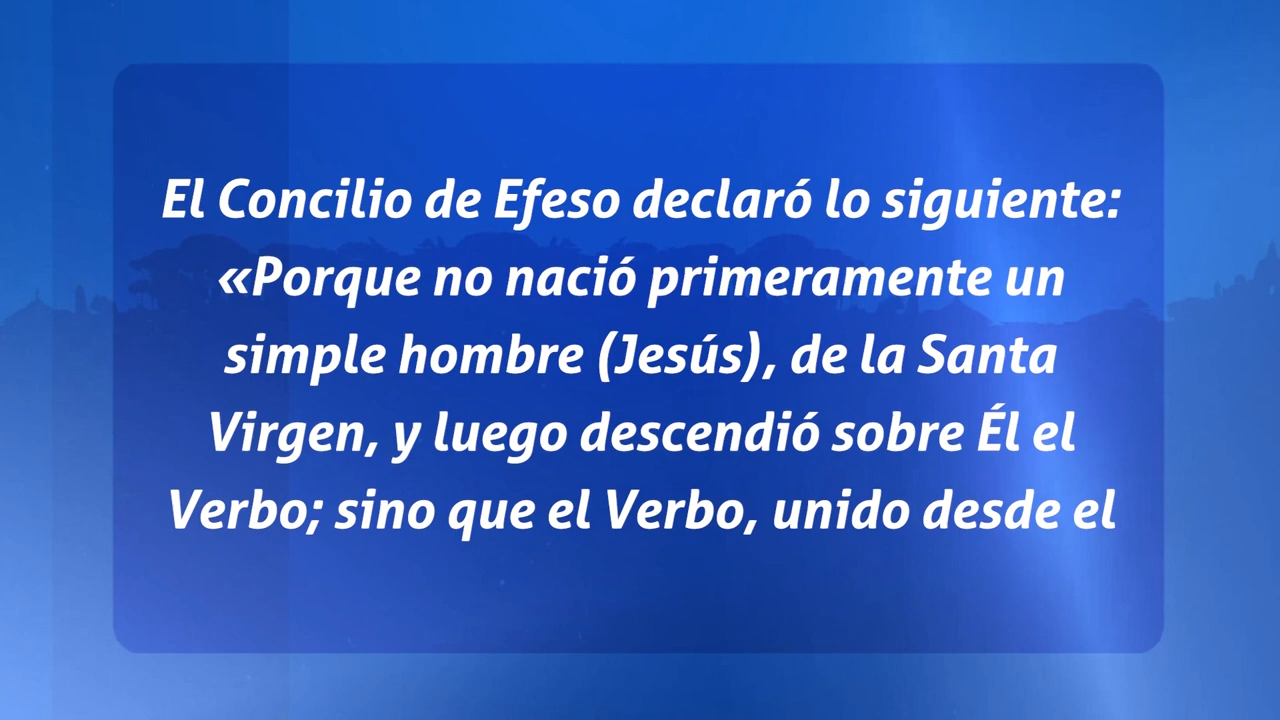 El Concilio de Efeso declaró lo siguiente:
«Porque no nació primeramente un
simple hombre (Jesús), de la Santa
Virgen, y luego descendió sobre Él el
Verbo; sino que el Verbo, unido desde el